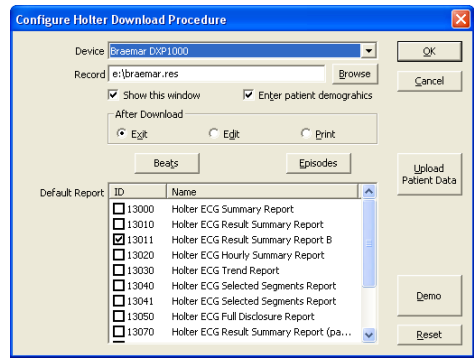 Configure Holter Download Procedure
Device Braemar DXP1000 OK
Record e:\braemar.res Browse Cancel
Show this window Enter patient demograhics
After Download
Exit Edit Print
Beats Episodes Upload Patient Data
Default Report ID Name
13000 Holter ECG Summary Report
13010 Holter ECG Result Summary Report
13011 Holter ECG Result Summary Report B
13020 Holter ECG Hourly Summary Report
13030 Holter ECG Trend Report
13040 Holter ECG Selected Segments Report
13041 Holter ECG Selected Segments Report
13050 Holter ECG Full Disclosure Report
13070 Holter ECG Result Summary Report (pa...
Demo
Reset